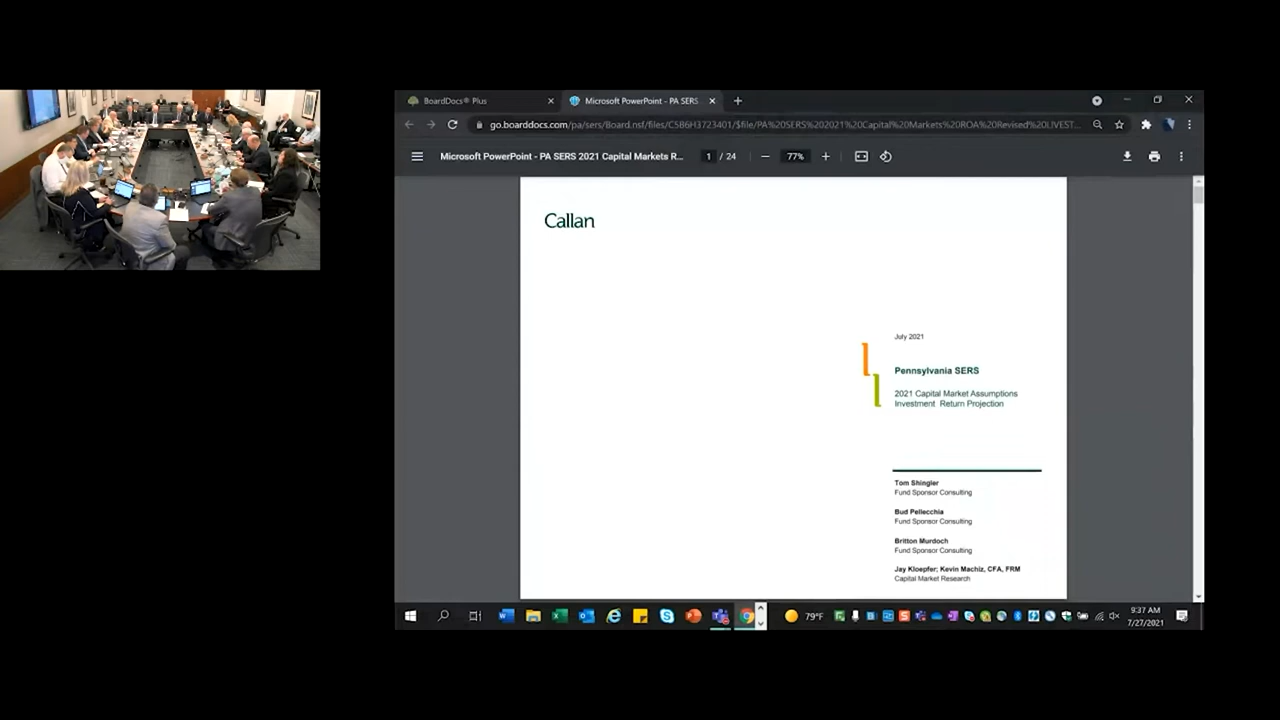 BoardDocs® Plus
Microsoft PowerPoint - PA SERS
go.boarddocs.com/pa/sers/Board.nsf/files/C5B6H3723401/$file/PA%20SERS%202021%20Capital%20Markets%20ROA%20Revised%20LIVEST...
Microsoft PowerPoint - PA SERS 2021 Capital Markets R...
1 / 24
77%
Callan
July 2021
Pennsylvania SERS
2021 Capital Market Assumptions
Investment Return Projection
Tom Shingler
Fund Sponsor Consulting
Bud Pellecchia
Fund Sponsor Consulting
Britton Murdoch
Fund Sponsor Consulting
Jay Kloepfer; Kevin Machiz, CFA, FRM
Capital Market Research
79°F
9:37 AM
7/27/2021